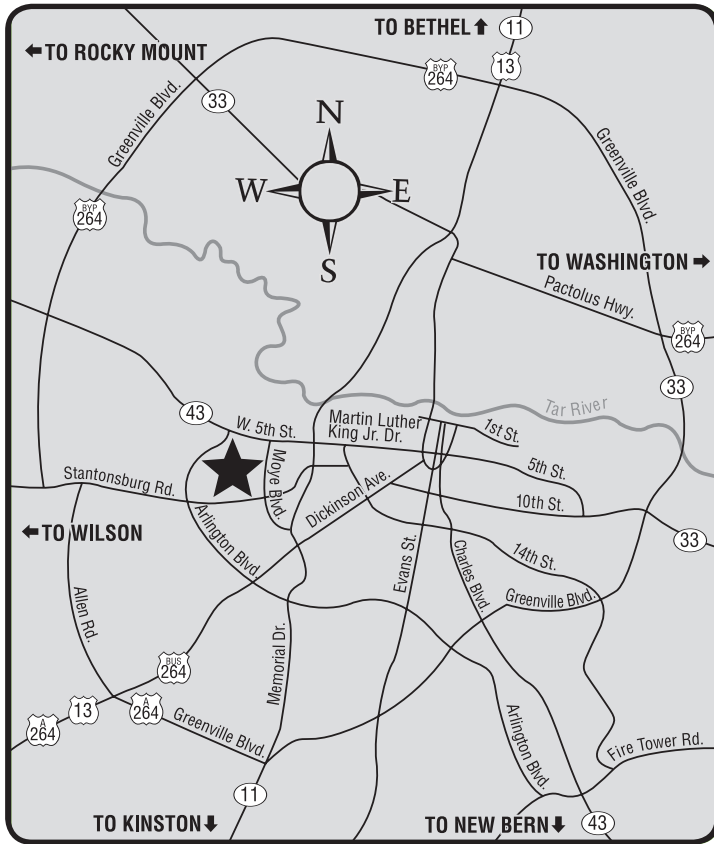 TO BETHEL
11
TO ROCKY MOUNT
13
BYP
264
Greenville Blvd.
33
N
Greenville Blvd.
W
E
BYP
264
S
TO WASHINGTON
Pactolus Hwy.
BYP
264
33
Tar River
43
W. 5th St.
Martin Luther
King Jr. Dr.
1st St.
Moye Blvd.
5th St.
Stantonsburg Rd.
Dickinson Ave.
10th St.
TO WILSON
Arlington Blvd.
33
14th St.
Evans St.
Charles Blvd.
Allen Rd.
Greenville Blvd.
Memorial Dr.
BUS
264
A
264
13
A
264
Greenville Blvd.
Arlington Blvd.
Fire Tower Rd.
11
TO KINSTON
TO NEW BERN
43